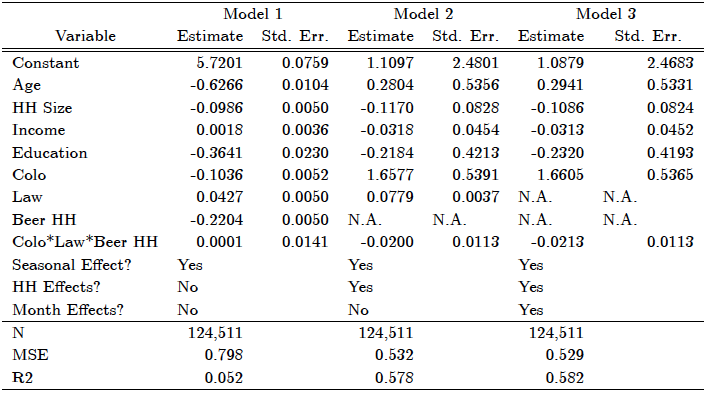 Model 1 Model 2 Model 3
Variable Estimate Std. Err. Estimate Std. Err. Estimate Std. Err.
Constant 5.7201 0.0759 1.1097 2.4801 1.0879 2.4683
Age -0.6266 0.0104 0.2804 0.5356 0.2941 0.5331
HH Size -0.0986 0.0050 -0.1170 0.0828 -0.1086 0.0824
Income 0.0018 0.0036 -0.0318 0.0454 -0.0313 0.0452
Education -0.3641 0.0230 -0.2184 0.4213 -0.2320 0.4193
Colo -0.1036 0.0052 1.6577 0.5391 1.6605 0.5365
Law 0.0427 0.0050 0.0779 0.0037 N.A. N.A.
Beer HH -0.2204 0.0050 N.A. N.A. N.A. N.A.
Colo*Law*Beer HH 0.0001 0.0141 -0.0200 0.0113 -0.0213 0.0113
Seasonal Effect? Yes Yes Yes
HH Effects? No Yes Yes
Month Effects? No No Yes
N 124,511 124,511 124,511
MSE 0.798 0.532 0.529
R2 0.052 0.578 0.582